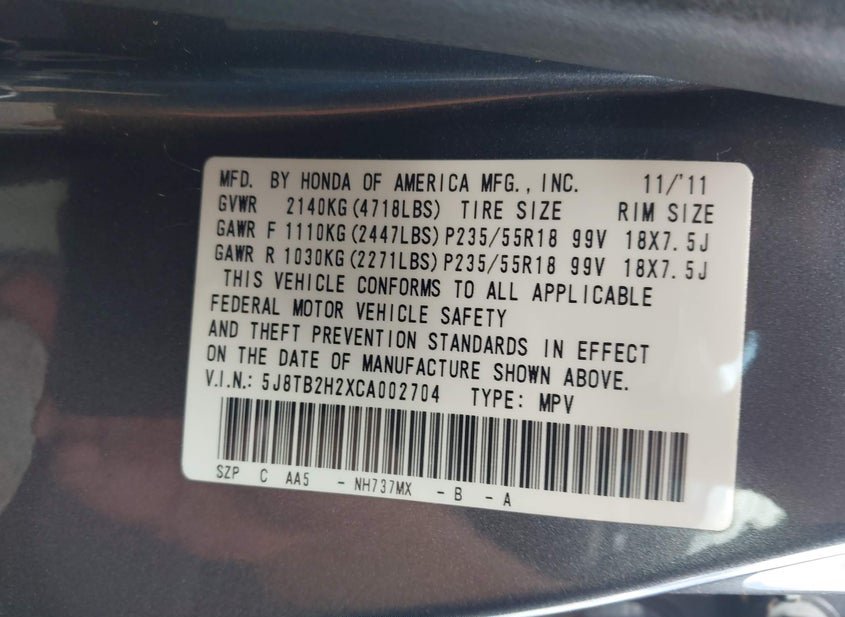 MFD. BY HONDA OF AMERICA MFG., INC. 11/'11
GVWR 2140KG(4718LBS) TIRE SIZE RIM SIZE
GAWR F 1110KG(2447LBS)P235/55R18 99V 18X7.5J
GAWR R 1030KG(2271LBS)P235/55R18 99V 18X7.5J
THIS VEHICLE CONFORMS TO ALL APPLICABLE
FEDERAL MOTOR VEHICLE SAFETY
AND THEFT PREVENTION STANDARDS IN EFFECT
ON THE DATE OF MANUFACTURE SHOWN ABOVE.
V.I.N.: 5J8TB2H2XCA002704 TYPE: MPV
SZP C AA5 - NH737MX - B - A